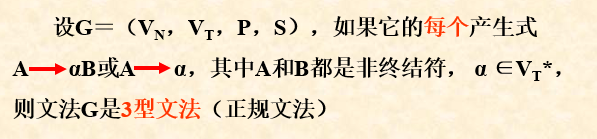 设G＝（VN，VT，P，S），如果它的每个产生式
A→αB或A→α，其中A和B都是非终结符， α ∈VT*，
则文法G是3型文法（正规文法）